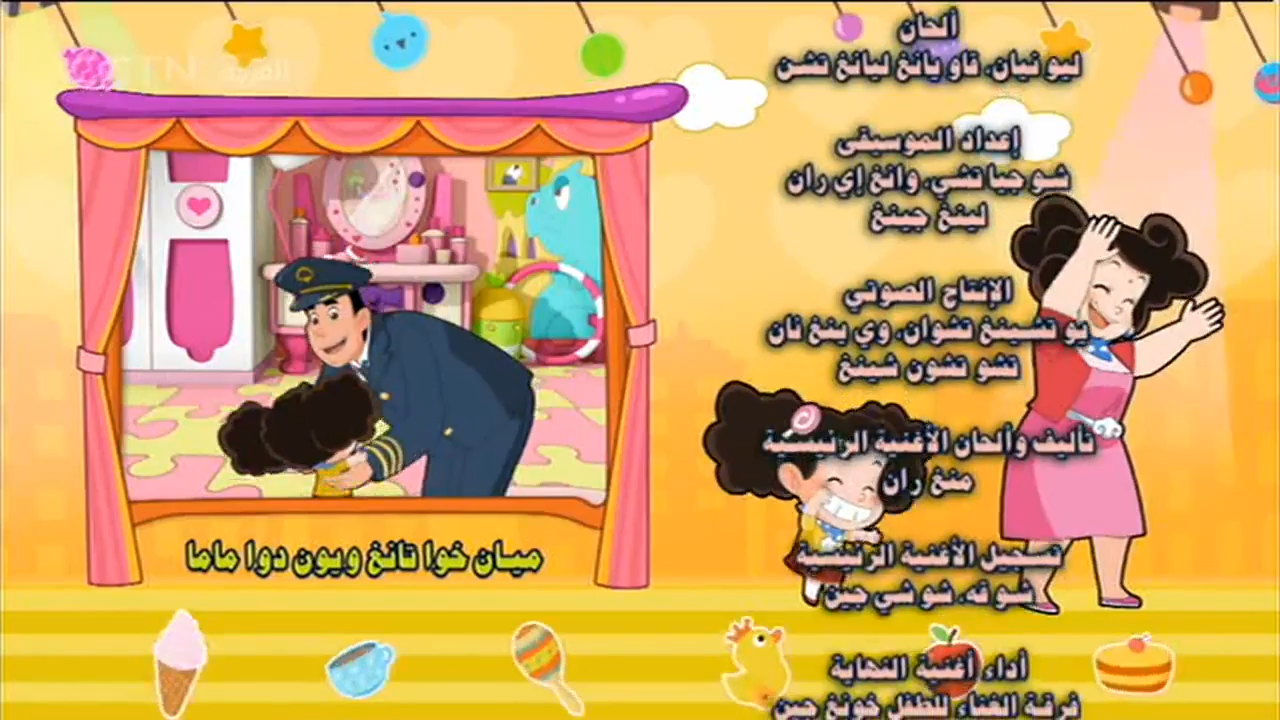 CGTN العربية
ألحان
ليو نيان، قاو يانغ ليانغ تشن
إعداد الموسيقى
شو جيا تشي، وانغ إي ران
لينغ جينغ
الإنتاج الصوتي
يو تشينغ تشوان، وي ينغ نان
تشو تشون شينغ
تأليف وألحان الأغنية الرئيسية
منغ ران
تسجيل الأغنية الرئيسية
شو قه، شو شي جين
أداء أغنية النهاية
فرقة الغناء للطفل خونغ جين
ميان خوا تانغ ويون دوا ماما